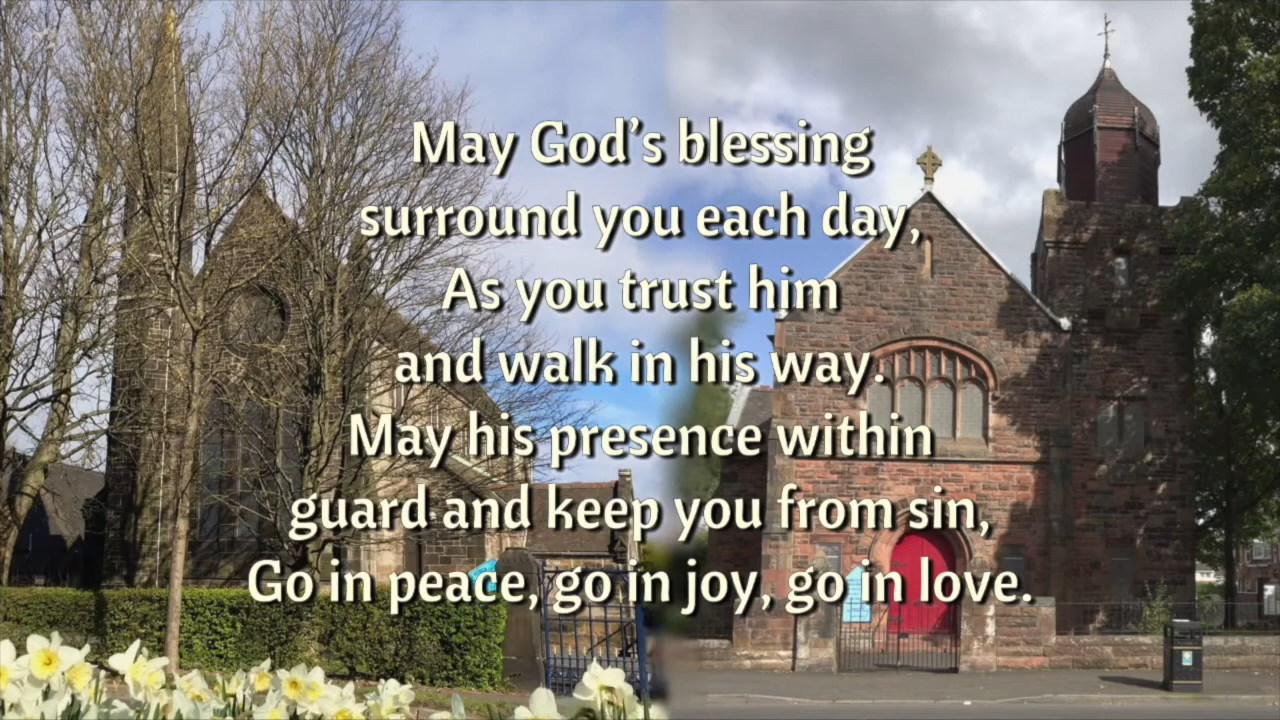 May God’s blessing
surround you each day,
As you trust him
and walk in his way.
May his presence within
guard and keep you from sin,
Go in peace, go in joy, go in love.